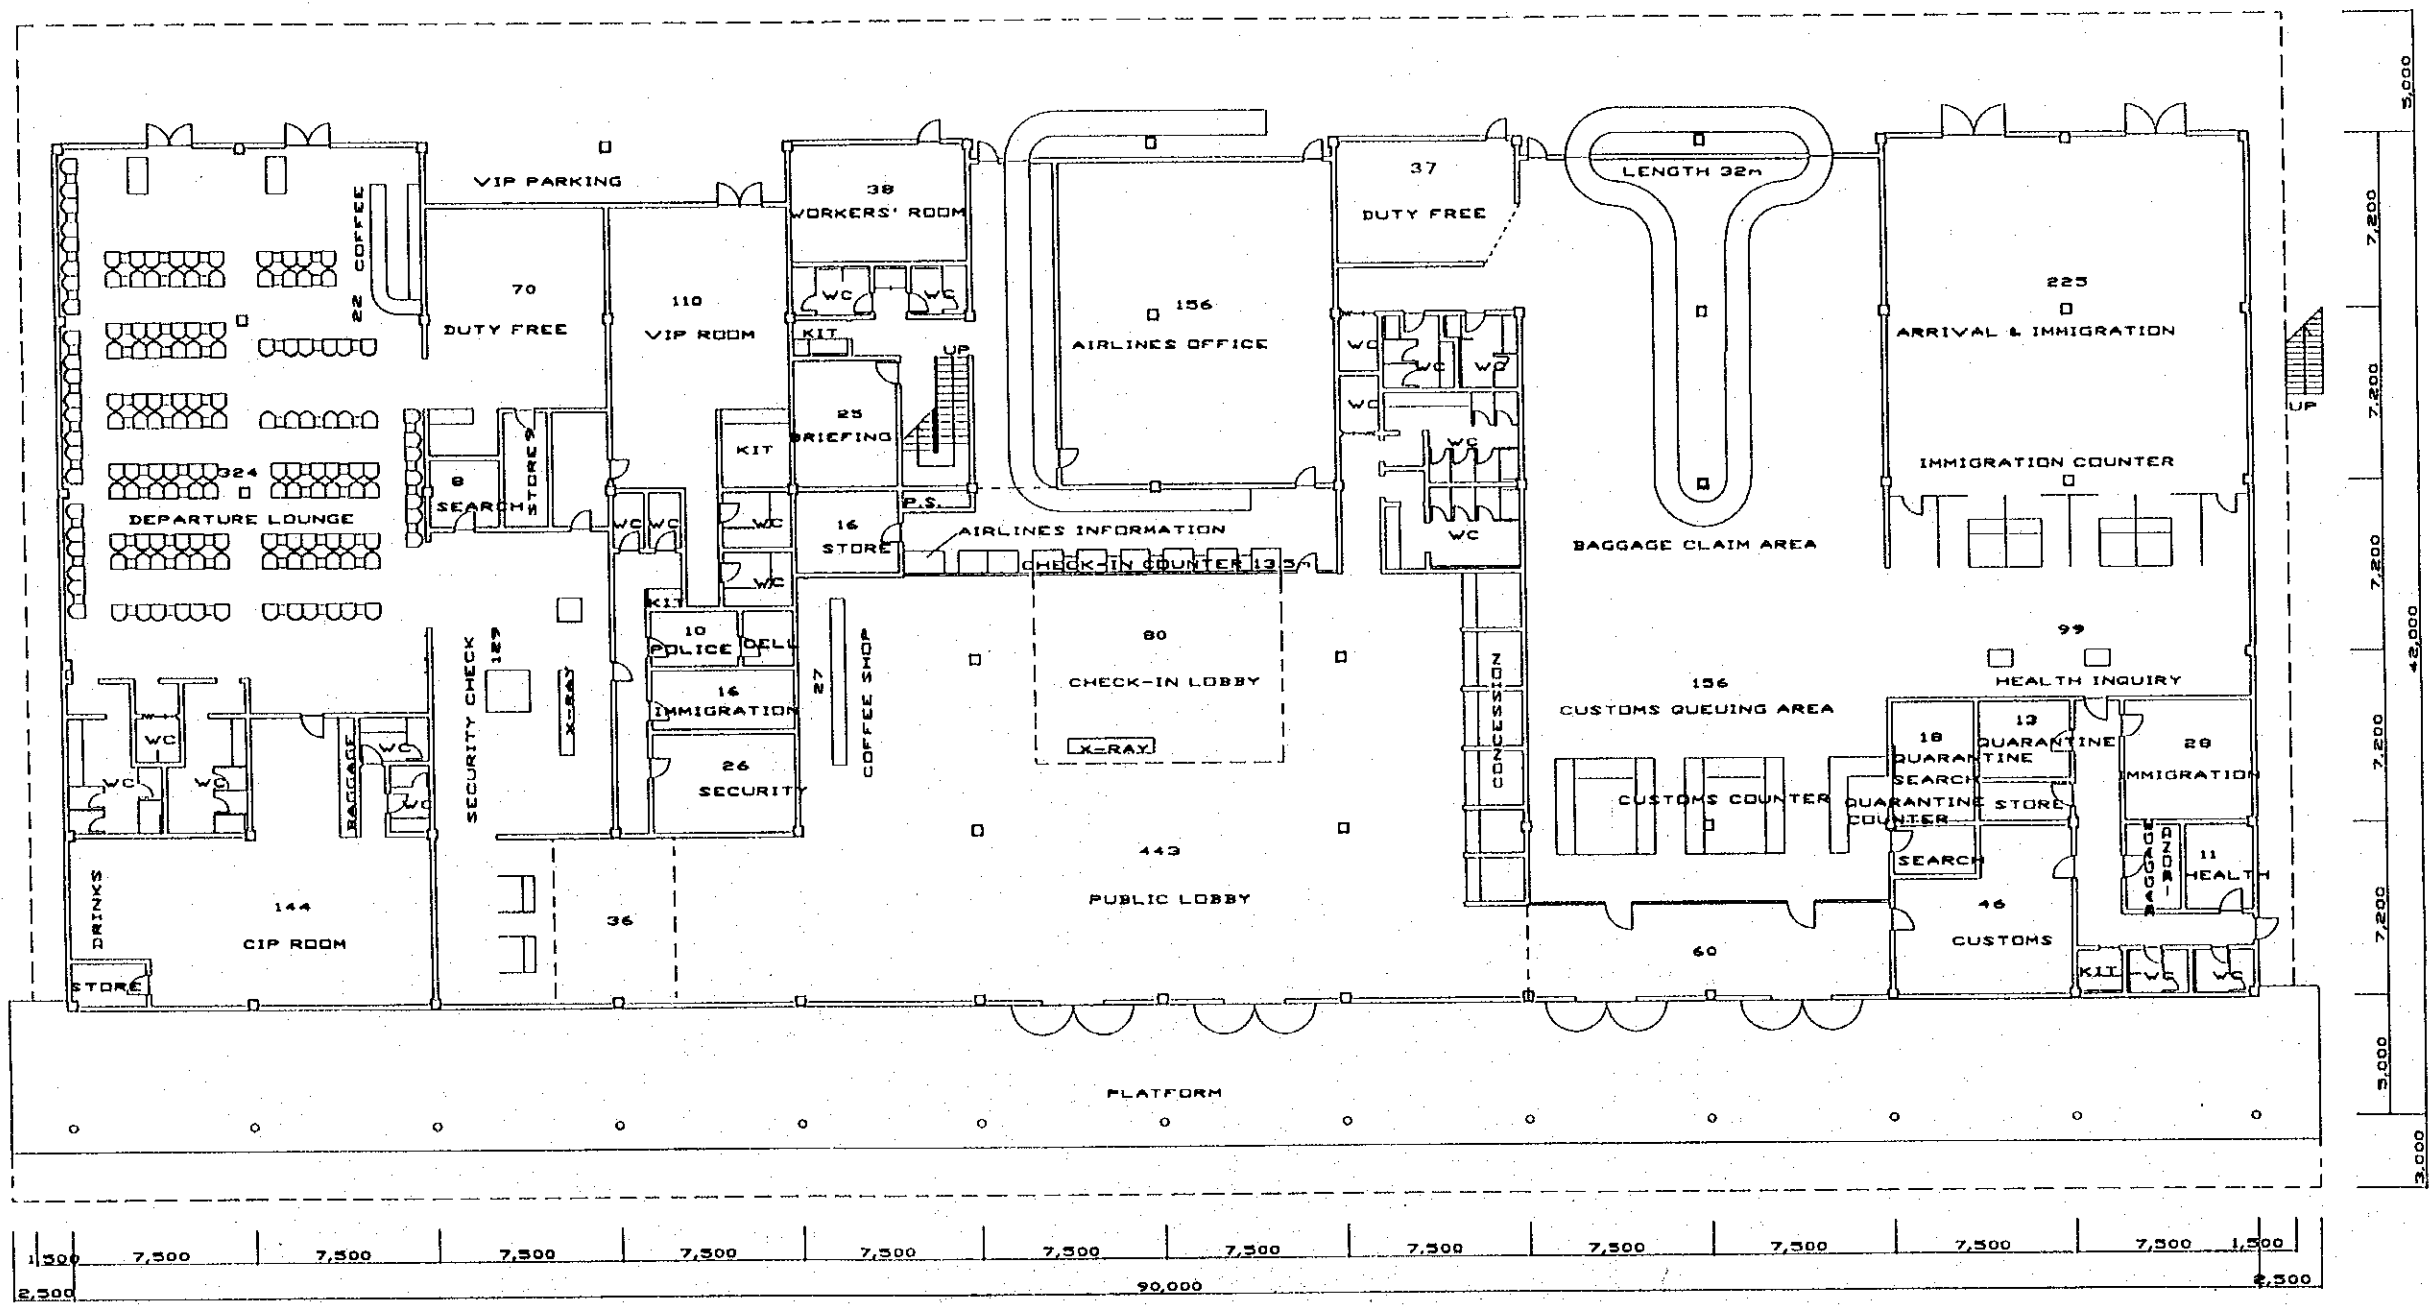 5,000
VIP PARKING
38
WORKERS' ROOM
37
DUTY FREE
LENGTH 32m
7,200
22 COFFEE
70
DUTY FREE
110
VIP ROOM
WC
WC
KIT
UP
156
AIRLINES OFFICE
225
ARRIVAL & IMMIGRATION
WC
WC
WC
WC
7,200
UP
25
BRIEFING
KIT
WC
324
DEPARTURE LOUNGE
8
SEARCH
STORE 9
WC
WC
WC
16
STORE
P.S.
AIRLINES INFORMATION
CHECK-IN COUNTER 13.5m
WC
IMMIGRATION COUNTER
BAGGAGE CLAIM AREA
7,200
42,000
WC
KIT
10
POLICE
CELL
SECURITY CHECK
129
X-RAY
27
COFFEE SHOP
80
CHECK-IN LOBBY
X-RAY
CONCESSION
99
HEALTH INQUIRY
16
IMMIGRATION
156
CUSTOMS QUEUING AREA
26
SECURITY
WC
WC
WC
BAGGAGE
WC
WC
CUSTOMS COUNTER
18
QUARANTINE
SEARCH
13
QUARANTINE
28
IMMIGRATION
7,200
QUARANTINE
COUNTER
STORE
SEARCH
BAGGAGE
11
HEALTH
443
PUBLIC LOBBY
DRINKS
144
CIP ROOM
36
STORE
60
46
CUSTOMS
7,200
KIT
WC
WC
PLATFORM
5,000
3,000
1,500 7,500 7,500 7,500 7,500 7,500 7,500 7,500 7,500 7,500 7,500 7,500 7,500 1,500
2,500 90,000 2,500